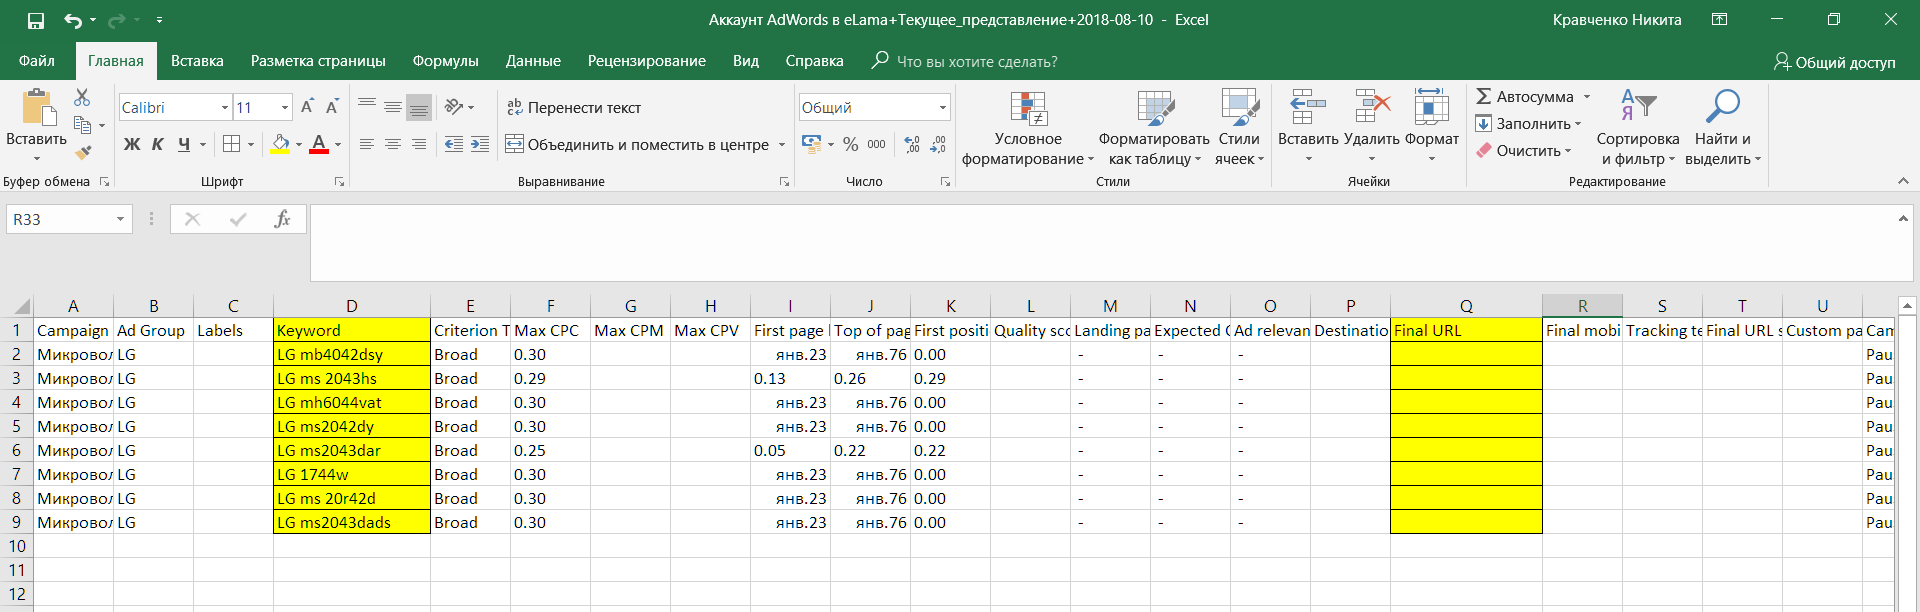 Аккаунт AdWords в eLama+Текущее_представление+2018-08-10 - Excel
Кравченко Никита
Файл Главная Вставка Разметка страницы Формулы Данные Рецензирование Вид Справка Что вы хотите сделать? Общий доступ
Вставить
Буфер обмена
Calibri 11
Ж К Ч А
Шрифт
Перенести текст
Объединить и поместить в центре
Выравнивание
Общий
% 000
Число
Условное форматирование
Форматировать как таблицу
Стили ячеек
Стили
Вставить Удалить Формат
Ячейки
Автосумма
Заполнить
Очистить
Сортировка и фильтр
Найти и выделить
Редактирование
R33 fx
A B C D E F G H I J K L M N O P Q R S T U
1 Campaign Ad Group Labels Keyword Criterion T Max CPC Max CPM Max CPV First page Top of pag First positi Quality sco Landing pa Expected C Ad relevan Destinatio Final URL Final mobi Tracking te Final URL s Custom pa Cam
2 Микровол LG LG mb4042dsy Broad 0.30 янв.23 янв.76 0.00 - - - Pau
3 Микровол LG LG ms 2043hs Broad 0.29 0.13 0.26 0.29 - - - Pau
4 Микровол LG LG mh6044vat Broad 0.30 янв.23 янв.76 0.00 - - - Pau
5 Микровол LG LG ms2042dy Broad 0.30 янв.23 янв.76 0.00 - - - Pau
6 Микровол LG LG ms2043dar Broad 0.25 0.05 0.22 0.22 - - - Pau
7 Микровол LG LG 1744w Broad 0.30 янв.23 янв.76 0.00 - - - Pau
8 Микровол LG LG ms 20r42d Broad 0.30 янв.23 янв.76 0.00 - - - Pau
9 Микровол LG LG ms2043dads Broad 0.30 янв.23 янв.76 0.00 - - - Pau
10
11
12